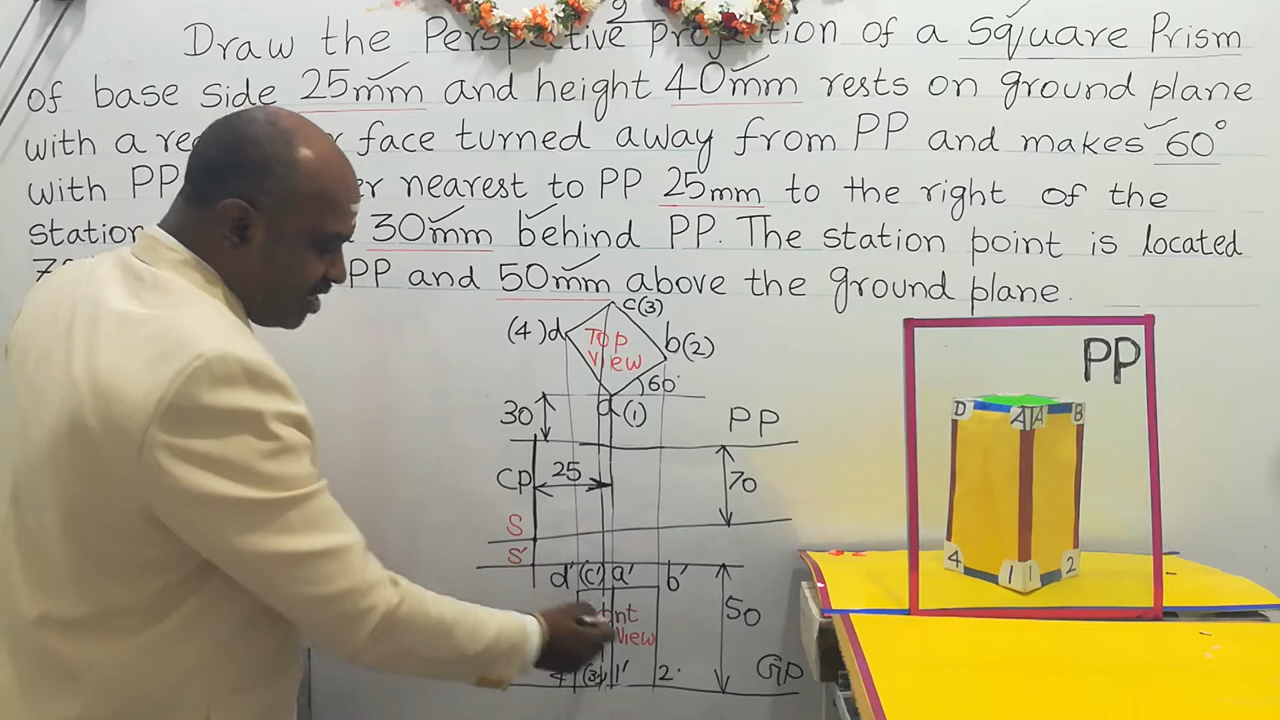 Draw the Perspective projection of a Square Prism
of base side 25mm and height 40mm rests on ground plane
with a face turned away from PP and makes 60°
with PP nearest to PP 25mm to the right of the
station 30mm behind PP. The station point is located
PP and 50mm above the ground plane.
c(3)
(4)d Top b(2)
View
60°
30 a(1) PP
CP 25 70
S
S'
d' (c') a' b'
50
View
4' (3') 1' 2' GP
PP
D A A B
4 1 1 2